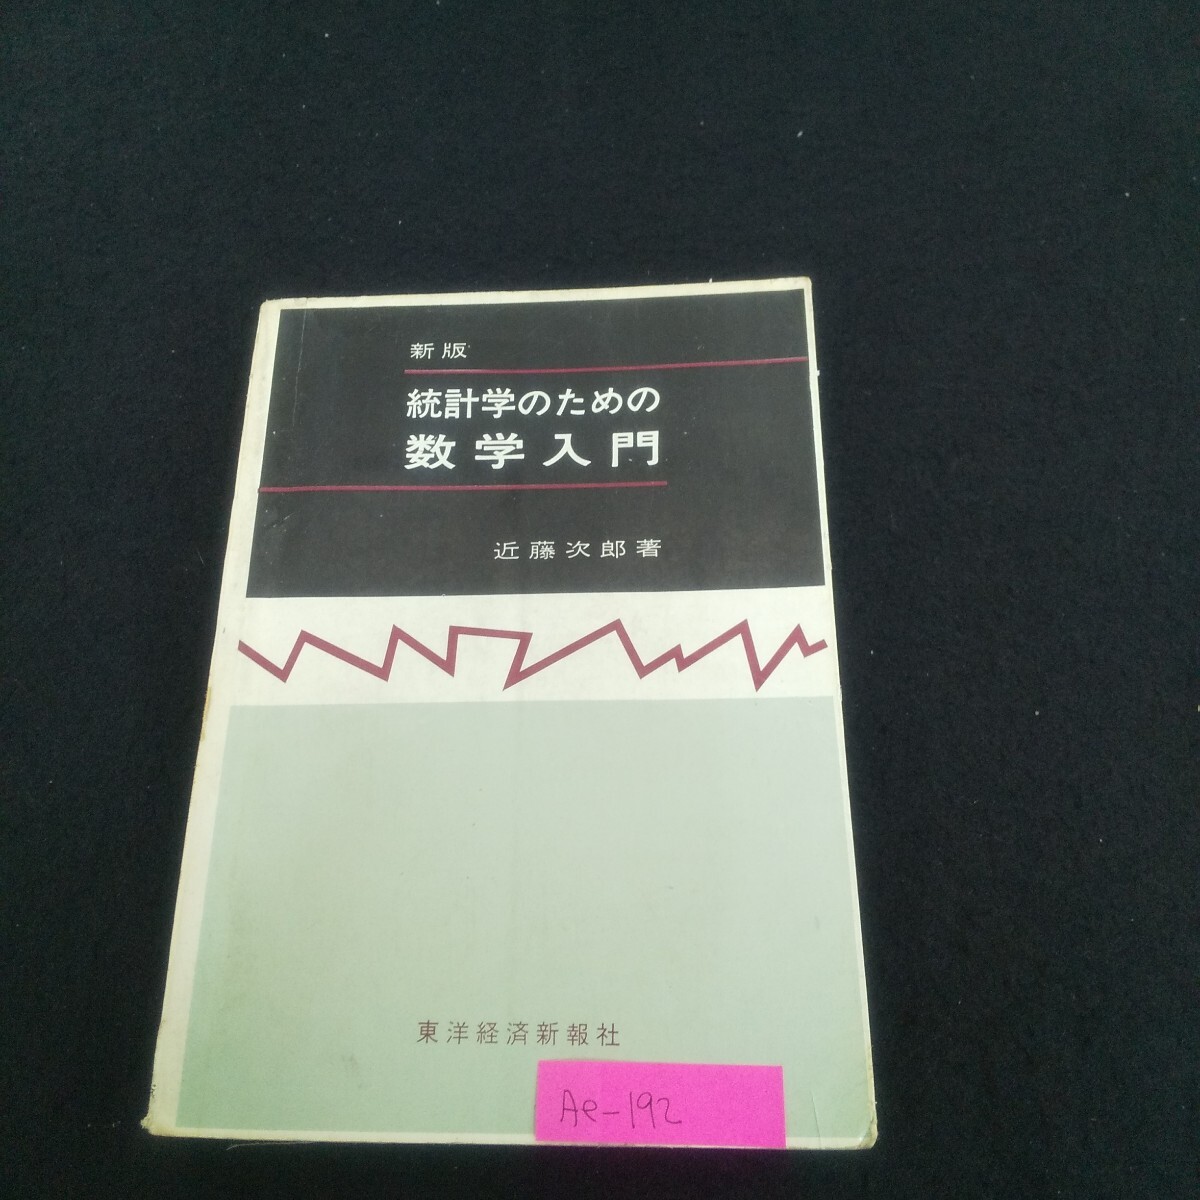 新版
統計学のための
数学入門
近藤次郎著
東洋経済新報社
Ae-192